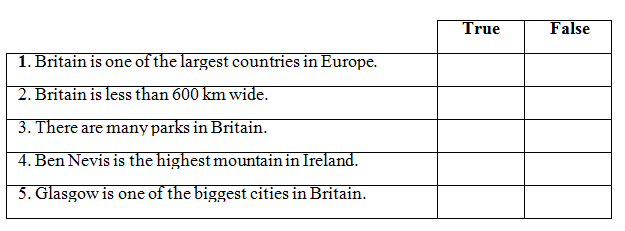 True False
1. Britain is one of the largest countries in Europe.
2. Britain is less than 600 km wide.
3. There are many parks in Britain.
4. Ben Nevis is the highest mountain in Ireland.
5. Glasgow is one of the biggest cities in Britain.